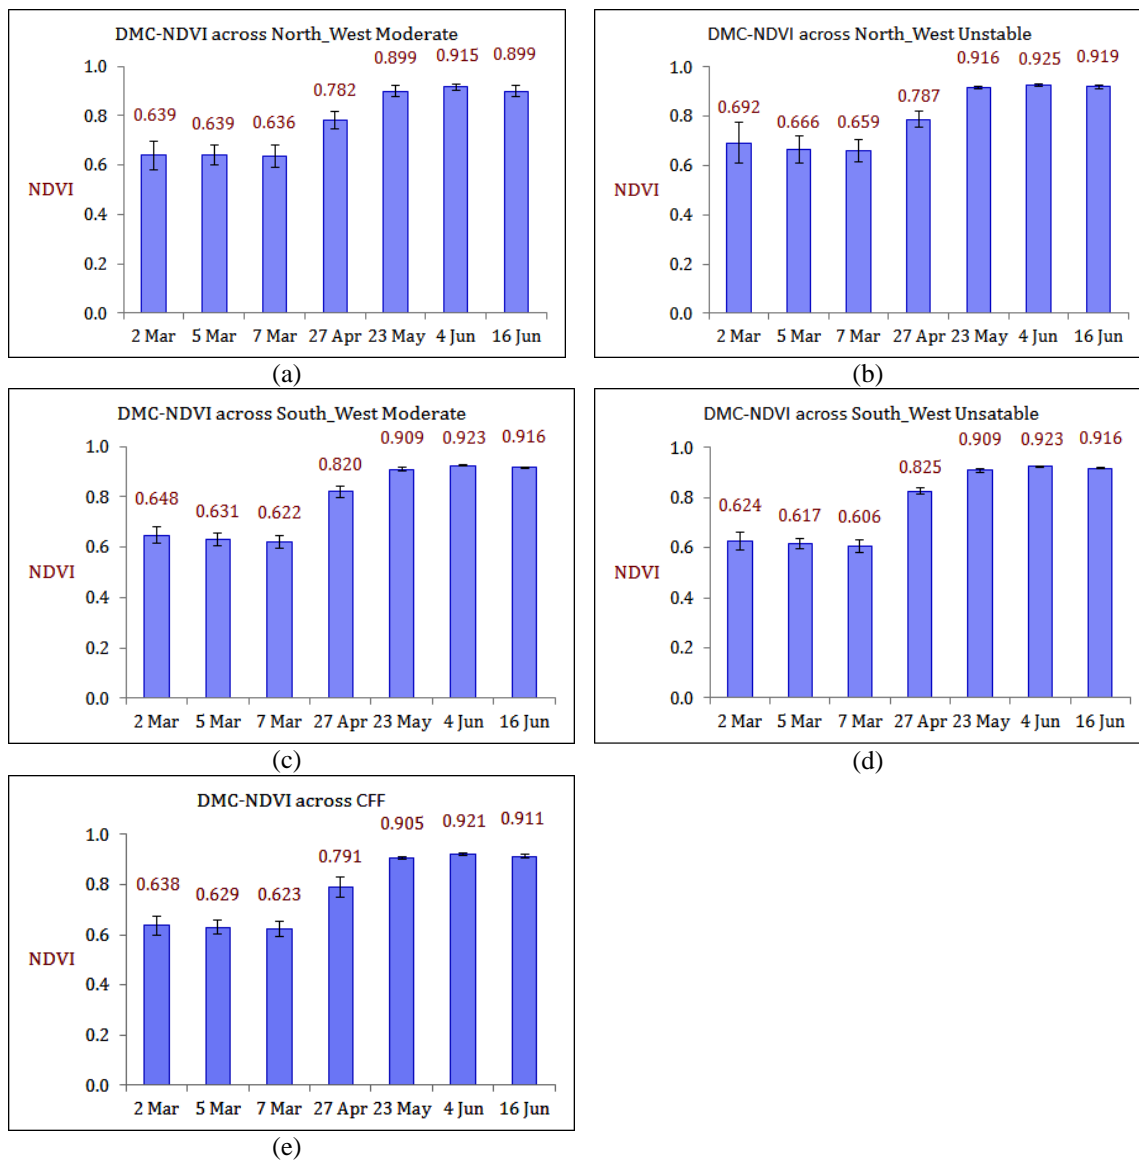 DMC-NDVI across North_West Moderate
0.639 0.639 0.636 0.782 0.899 0.915 0.899
1.0
0.8
0.6
NDVI
0.4
0.2
0.0
2 Mar 5 Mar 7 Mar 27 Apr 23 May 4 Jun 16 Jun
(a)
DMC-NDVI across North_West Unstable
0.692 0.666 0.659 0.787 0.916 0.925 0.919
1.0
0.8
0.6
NDVI
0.4
0.2
0.0
2 Mar 5 Mar 7 Mar 27 Apr 23 May 4 Jun 16 Jun
(b)
DMC-NDVI across South_West Moderate
0.648 0.631 0.622 0.820 0.909 0.923 0.916
1.0
0.8
0.6
NDVI
0.4
0.2
0.0
2 Mar 5 Mar 7 Mar 27 Apr 23 May 4 Jun 16 Jun
(c)
DMC-NDVI across South_West Unsatable
0.624 0.617 0.606 0.825 0.909 0.923 0.916
1.0
0.8
0.6
NDVI
0.4
0.2
0.0
2 Mar 5 Mar 7 Mar 27 Apr 23 May 4 Jun 16 Jun
(d)
DMC-NDVI across CFF
0.638 0.629 0.623 0.791 0.905 0.921 0.911
1.0
0.8
0.6
NDVI
0.4
0.2
0.0
2 Mar 5 Mar 7 Mar 27 Apr 23 May 4 Jun 16 Jun
(e)